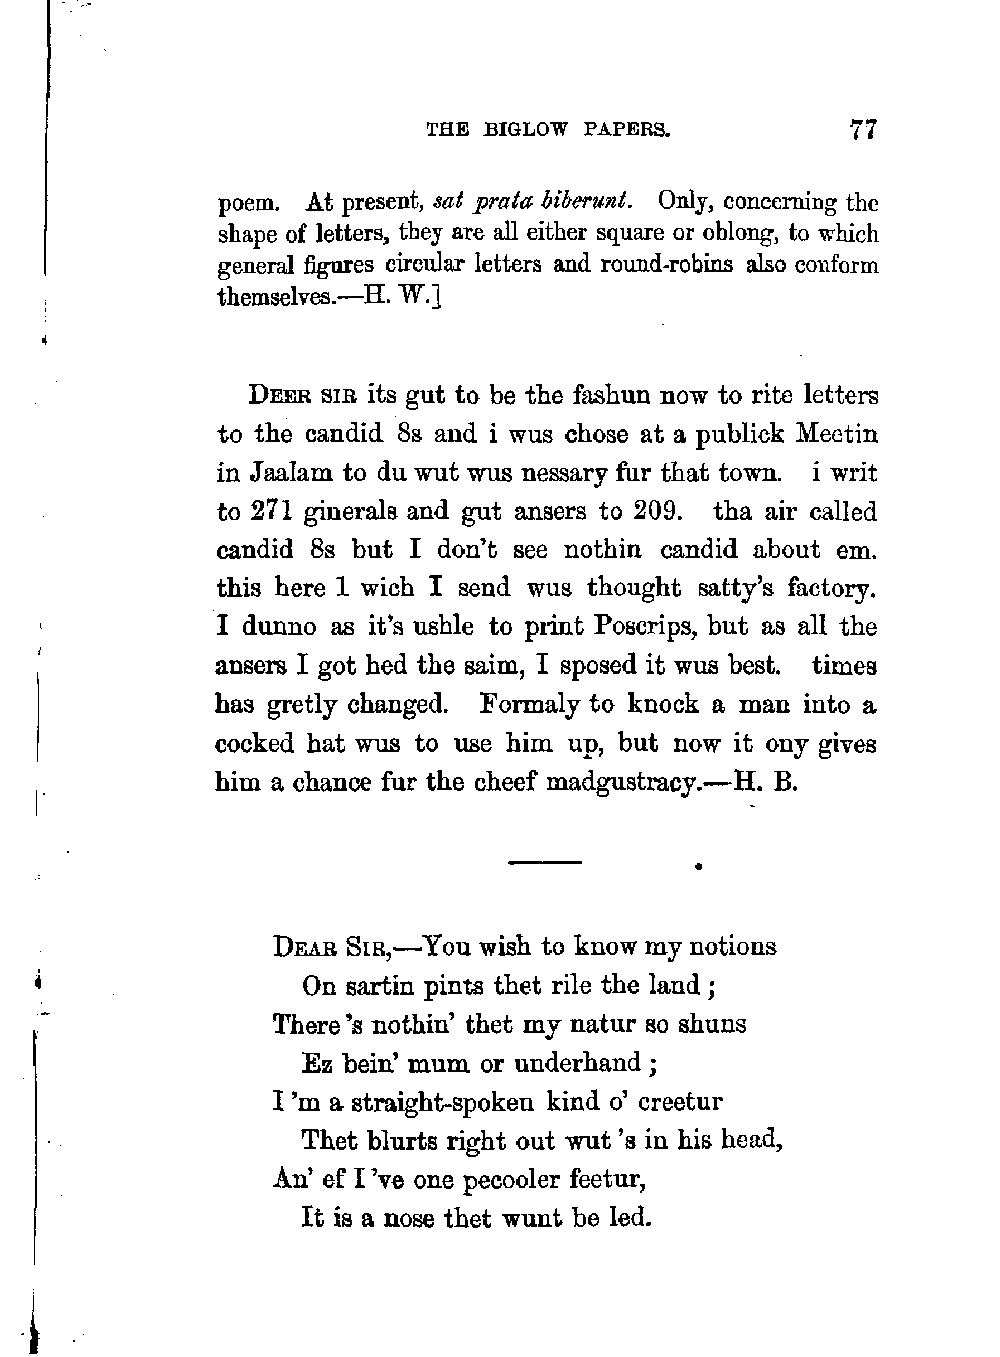 THE BIGLOW PAPERS. 77
poem. At present, sat prata biberunt. Only, concerning the
shape of letters, they are all either square or oblong, to which
general figures circular letters and round-robins also conform
themselves.—H. W.]
DEER SIR its gut to be the fashun now to rite letters
to the candid 8s and i wus chose at a publick Meetin
in Jaalam to du wut wus nessary fur that town. i writ
to 271 ginerals and gut ansers to 209. tha air called
candid 8s but I don't see nothin candid about em.
this here 1 wich I send wus thought satty's factory.
I dunno as it's ushle to print Poscrips, but as all the
ansers I got hed the saim, I sposed it wus best. times
has gretly changed. Formaly to knock a man into a
cocked hat wus to use him up, but now it ony gives
him a chance fur the cheef madgustracy.—H. B.
DEAR SIR,—You wish to know my notions
On sartin pints thet rile the land ;
There 's nothin' thet my natur so shuns
Ez bein' mum or underhand ;
I 'm a straight-spoken kind o' creetur
Thet blurts right out wut 's in his head,
An' ef I 've one pecooler feetur,
It is a nose thet wunt be led.